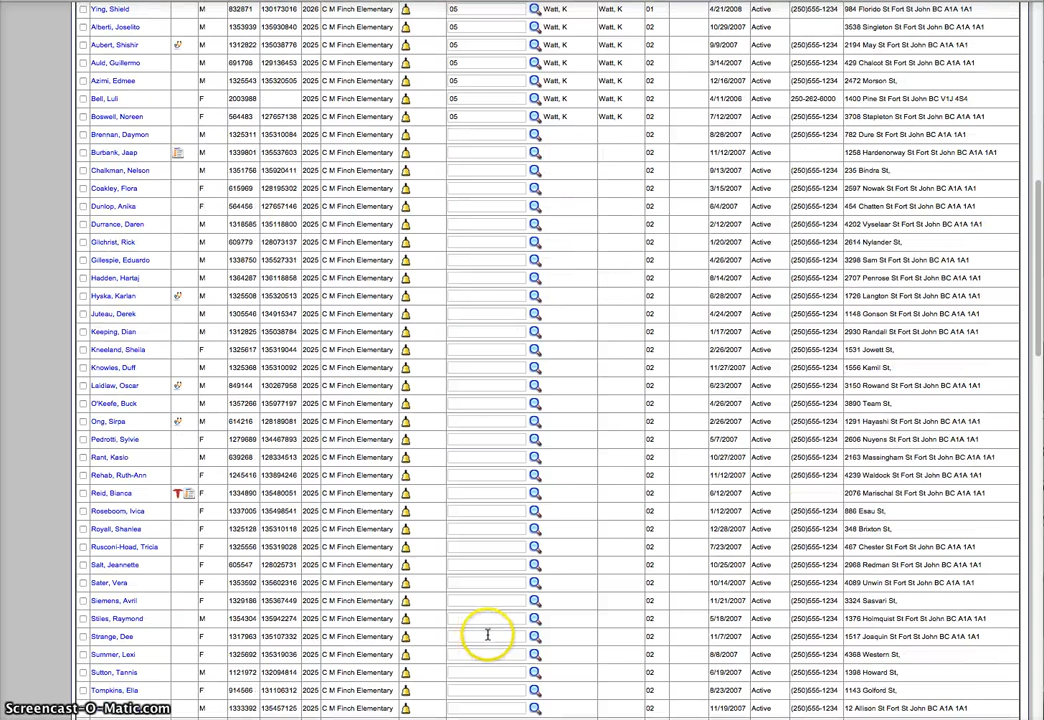 Ying, Shield M 832871 130173016 2026 C M Finch Elementary 05 Watt, K Watt, K 01 4/21/2008 Active (250)555-1234 984 Florido St Fort St John BC A1A 1A1
Alberti, Joselito M 1353930 135940840 2025 C M Finch Elementary 05 Watt, K Watt, K 02 10/29/2007 Active (250)555-1234 3538 Singleton St Fort St John BC A1A 1A1
Aubert, Shishir M 1312822 135038776 2025 C M Finch Elementary 05 Watt, K Watt, K 02 9/9/2007 Active (250)555-1234 2194 May St Fort St John BC A1A 1A1
Auld, Guillermo M 691798 129136453 2025 C M Finch Elementary 05 Watt, K Watt, K 02 3/14/2007 Active (250)555-1234 429 Chalcot St Fort St John BC A1A 1A1
Azimi, Edmee M 1325543 135320505 2025 C M Finch Elementary 05 Watt, K Watt, K 02 12/16/2007 Active (250)555-1234 2472 Morson St,
Bell, Luli F 2003988 2025 C M Finch Elementary 05 Watt, K Watt, K 02 4/11/2006 Active 250-262-6000 1400 Pine St Fort St John BC V1J 4S4
Boswell, Noreen F 564483 127657138 2025 C M Finch Elementary 05 Watt, K Watt, K 02 7/12/2007 Active (250)555-1234 3708 Stapleton St Fort St John BC A1A 1A1
Brennan, Daymon M 1325311 135310084 2025 C M Finch Elementary 02 8/28/2007 Active (250)555-1234 782 Dure St Fort St John BC A1A 1A1
Burbank, Jaap M 1339801 135537603 2025 C M Finch Elementary 02 11/12/2007 Active 1258 Hardenorway St Fort St John BC A1A 1A1
Chalkman, Nelson M 1351756 135920411 2025 C M Finch Elementary 02 9/13/2007 Active (250)555-1234 235 Bindra St,
Coakley, Flora F 615969 128195302 2025 C M Finch Elementary 02 3/15/2007 Active (250)555-1234 2597 Nowak St Fort St John BC A1A 1A1
Dunlop, Anika F 564456 127657146 2025 C M Finch Elementary 02 6/4/2007 Active (250)555-1234 454 Chatten St Fort St John BC A1A 1A1
Durrance, Daren M 1318585 135118800 2025 C M Finch Elementary 02 2/12/2007 Active (250)555-1234 4202 Vyselaar St Fort St John BC A1A 1A1
Gilchrist, Rick M 609779 128073137 2025 C M Finch Elementary 02 1/20/2007 Active (250)555-1234 2614 Nylander St,
Gillespie, Eduardo M 1338750 135527331 2025 C M Finch Elementary 02 4/26/2007 Active (250)555-1234 3298 Sam St Fort St John BC A1A 1A1
Hadden, Hartaj M 1364287 136118858 2025 C M Finch Elementary 02 8/14/2007 Active (250)555-1234 2707 Penrose St Fort St John BC A1A 1A1
Hyska, Karlan M 1325508 135320513 2025 C M Finch Elementary 02 6/28/2007 Active (250)555-1234 1726 Langton St Fort St John BC A1A 1A1
Juteau, Derek M 1305546 134915347 2025 C M Finch Elementary 02 4/24/2007 Active (250)555-1234 1148 Gonson St Fort St John BC A1A 1A1
Keeping, Dian M 1312825 135038784 2025 C M Finch Elementary 02 1/17/2007 Active (250)555-1234 2930 Randall St Fort St John BC A1A 1A1
Kneeland, Sheila F 1325617 135319044 2025 C M Finch Elementary 02 2/26/2007 Active (250)555-1234 1531 Jowett St,
Knowles, Duff M 1325368 135310092 2025 C M Finch Elementary 02 11/27/2007 Active (250)555-1234 1556 Kamil St,
Laidlaw, Oscar M 849144 130267958 2025 C M Finch Elementary 02 6/23/2007 Active (250)555-1234 3150 Rowand St Fort St John BC A1A 1A1
O'Keefe, Buck M 1357266 135977197 2025 C M Finch Elementary 02 4/26/2007 Active (250)555-1234 3890 Team St,
Ong, Sirpa M 614216 128189081 2025 C M Finch Elementary 02 2/26/2007 Active (250)555-1234 1291 Hayashi St Fort St John BC A1A 1A1
Pedrotti, Sylvie F 1279689 134467893 2025 C M Finch Elementary 02 5/7/2007 Active (250)555-1234 2606 Nuyens St Fort St John BC A1A 1A1
Rant, Kasio M 639268 128334513 2025 C M Finch Elementary 02 10/27/2007 Active (250)555-1234 2163 Massingham St Fort St John BC A1A 1A1
Rehab, Ruth-Ann F 1245416 133894246 2025 C M Finch Elementary 02 11/12/2007 Active (250)555-1234 4239 Waldock St Fort St John BC A1A 1A1
Reid, Bianca F 1334890 135480051 2025 C M Finch Elementary 02 6/12/2007 Active 2076 Marischal St Fort St John BC A1A 1A1
Roseboom, Ivica F 1337005 135498541 2025 C M Finch Elementary 02 1/12/2007 Active (250)555-1234 886 Esau St,
Royall, Shanlea F 1325128 135310118 2025 C M Finch Elementary 02 12/28/2007 Active (250)555-1234 348 Brixton St,
Rusconi-Hoad, Tricia F 1325556 135319028 2025 C M Finch Elementary 02 7/23/2007 Active (250)555-1234 467 Chester St Fort St John BC A1A 1A1
Salt, Jeannette F 605547 128025731 2025 C M Finch Elementary 02 10/25/2007 Active (250)555-1234 2968 Redman St Fort St John BC A1A 1A1
Sater, Vera F 1353592 135602316 2025 C M Finch Elementary 02 10/14/2007 Active (250)555-1234 4089 Unwin St Fort St John BC A1A 1A1
Siemens, Avril F 1329186 135367449 2025 C M Finch Elementary 02 11/21/2007 Active (250)555-1234 3324 Sasvari St,
Stiles, Raymond M 1354304 135942274 2025 C M Finch Elementary 02 5/18/2007 Active (250)555-1234 1376 Holmquist St Fort St John BC A1A 1A1
Strange, Dee M 1317963 135107332 2025 C M Finch Elementary 02 11/7/2007 Active (250)555-1234 1517 Joaquin St Fort St John BC A1A 1A1
Summer, Lexi F 1325692 135319036 2025 C M Finch Elementary 02 8/8/2007 Active (250)555-1234 4368 Western St,
Sutton, Tannis M 1121972 132094814 2025 C M Finch Elementary 02 6/19/2007 Active (250)555-1234 1398 Howard St,
Tompkins, Ella F 914566 131106312 2025 C M Finch Elementary 02 8/23/2007 Active (250)555-1234 1143 Golford St,
M 1333392 135457125 2025 C M Finch Elementary 02 11/19/2007 Active (250)555-1234 12 Allison St Fort St John BC A1A 1A1
Screencast-O-Matic.com